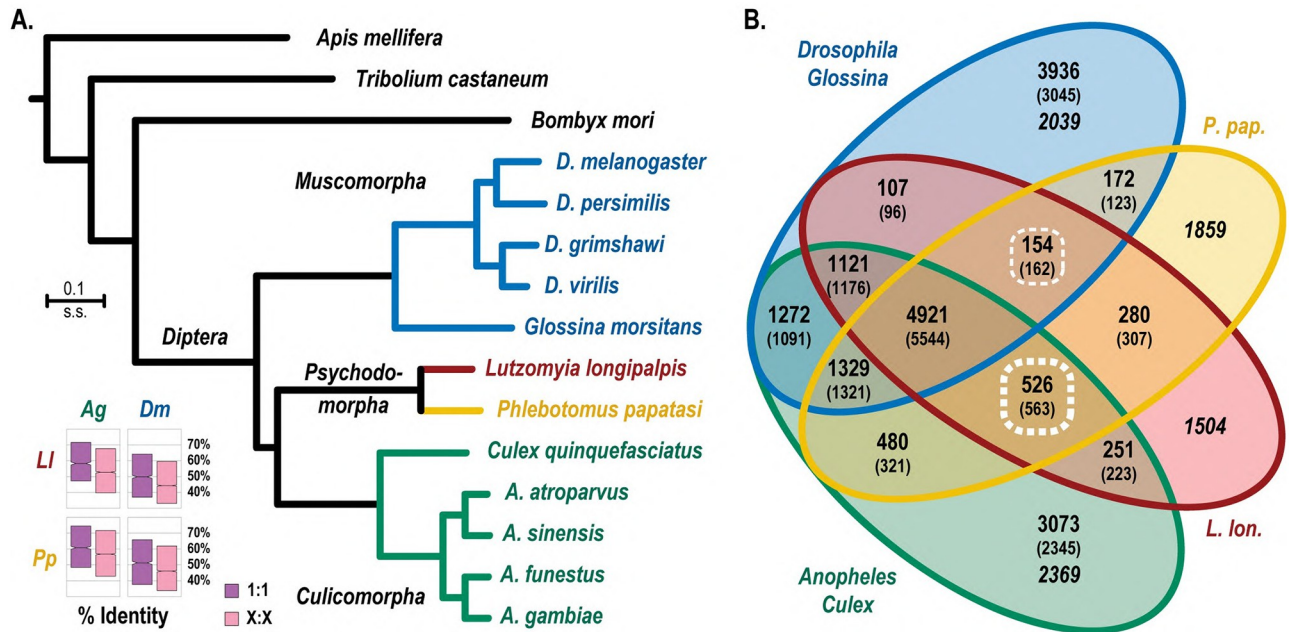 A.
Apis mellifera
Tribolium castaneum
Bombyx mori
Muscomorpha
D. melanogaster
D. persimilis
D. grimshawi
D. virilis
Glossina morsitans
0.1
s.s.
Diptera
Psychodo-
morpha
Lutzomyia longipalpis
Phlebotomus papatasi
Culex quinquefasciatus
A. atroparvus
A. sinensis
A. funestus
A. gambiae
Culicomorpha
Ag Dm
Ll
70%
60%
50%
40%
Pp
70%
60%
50%
40%
% Identity
1:1
X:X
B.
Drosophila
Glossina
3936
(3045)
2039
P. pap.
172
(123)
1859
107
(96)
154
(162)
1121
(1176)
1272
(1091)
4921
(5544)
280
(307)
1329
(1321)
526
(563)
480
(321)
251
(223)
1504
L. lon.
3073
(2345)
2369
Anopheles
Culex